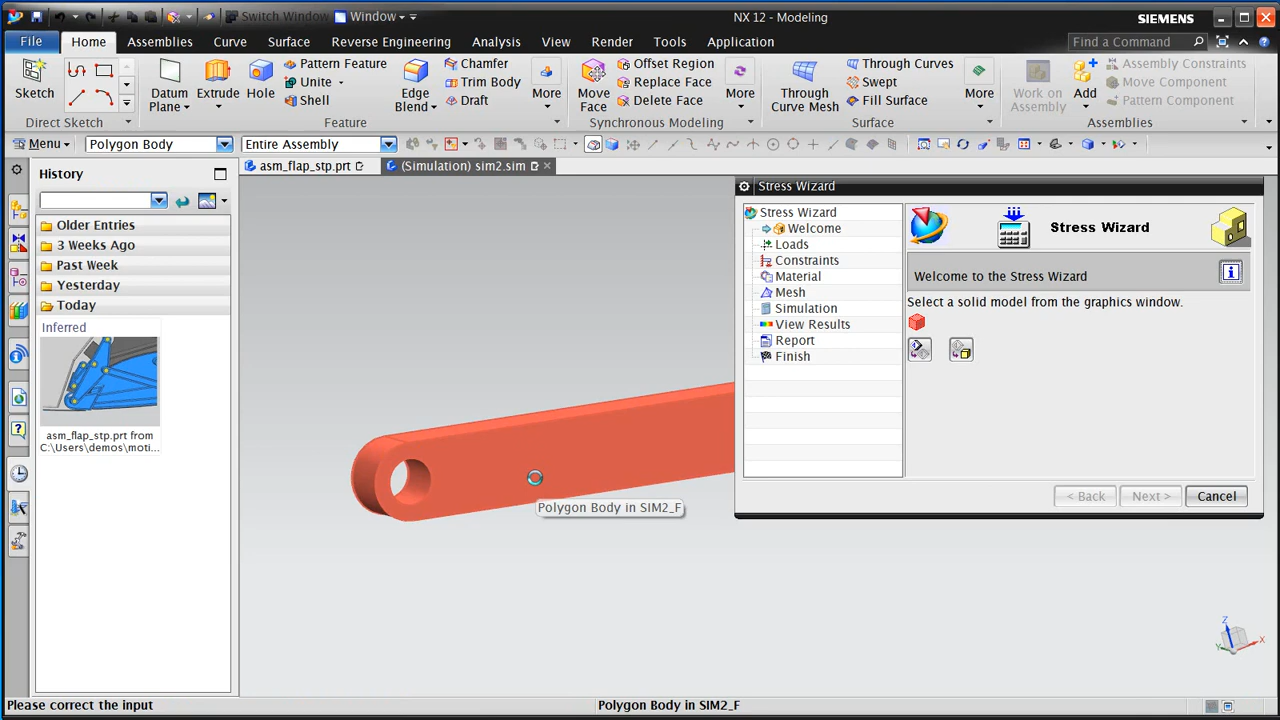 Switch Window Window
NX 12 - Modeling
SIEMENS
File Home Assemblies Curve Surface Reverse Engineering Analysis View Render Tools Application
Find a Command
Sketch
Direct Sketch
Datum Plane
Extrude
Hole
Pattern Feature
Unite
Shell
Edge Blend
Chamfer
Trim Body
Draft
More
Feature
Move Face
Offset Region
Replace Face
Delete Face
More
Synchronous Modeling
Through Curve Mesh
Through Curves
Swept
Fill Surface
More
Surface
Work on Assembly
Add
Assembly Constraints
Move Component
Pattern Component
Assemblies
Menu
Polygon Body
Entire Assembly
History
asm_flap_stp.prt
(Simulation) sim2.sim
Older Entries
3 Weeks Ago
Past Week
Yesterday
Today
Inferred
asm_flap_stp.prt from
C:\Users\demos\moti...
Polygon Body in SIM2_F
Stress Wizard
Stress Wizard
Welcome
Loads
Constraints
Material
Mesh
Simulation
View Results
Report
Finish
Stress Wizard
Welcome to the Stress Wizard
Select a solid model from the graphics window.
< Back
Next >
Cancel
Z
X
Y
Please correct the input
Polygon Body in SIM2_F